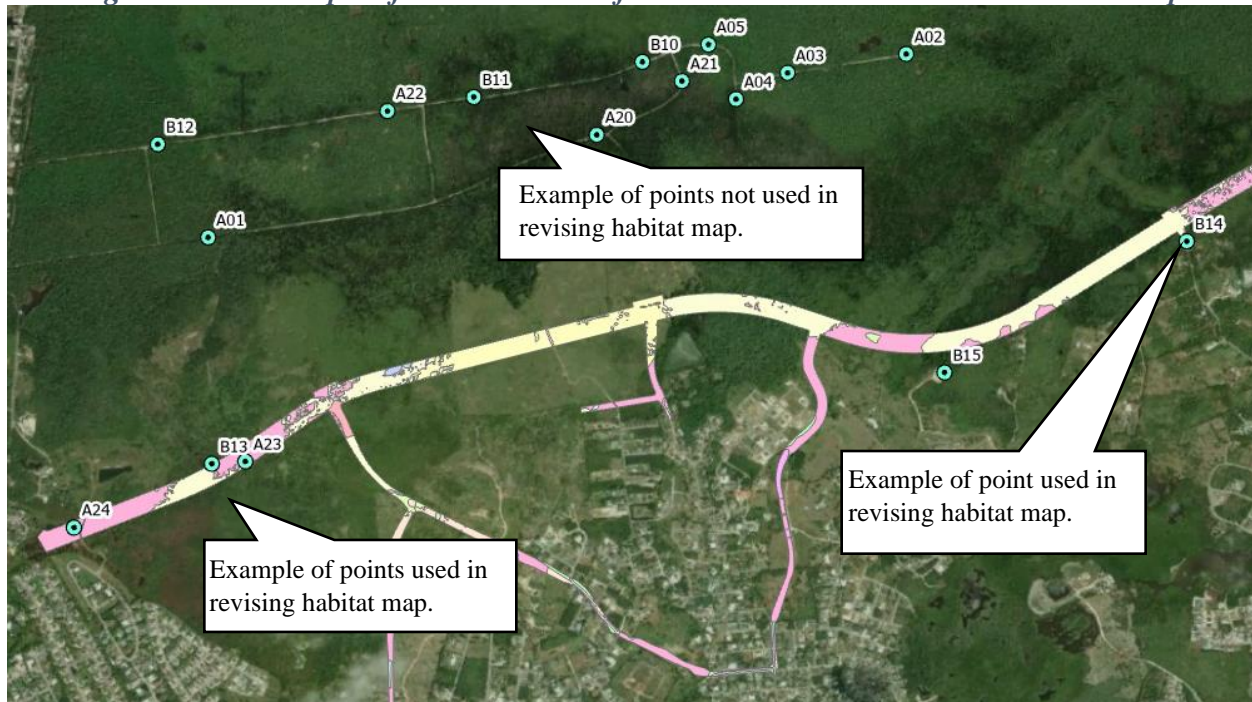 A05
A02
B10
A03
A21
A04
B11
A22
A20
B12
Example of points not used in
revising habitat map.
A01
B14
B15
B13
A23
Example of point used in
revising habitat map.
A24
Example of points used in
revising habitat map.